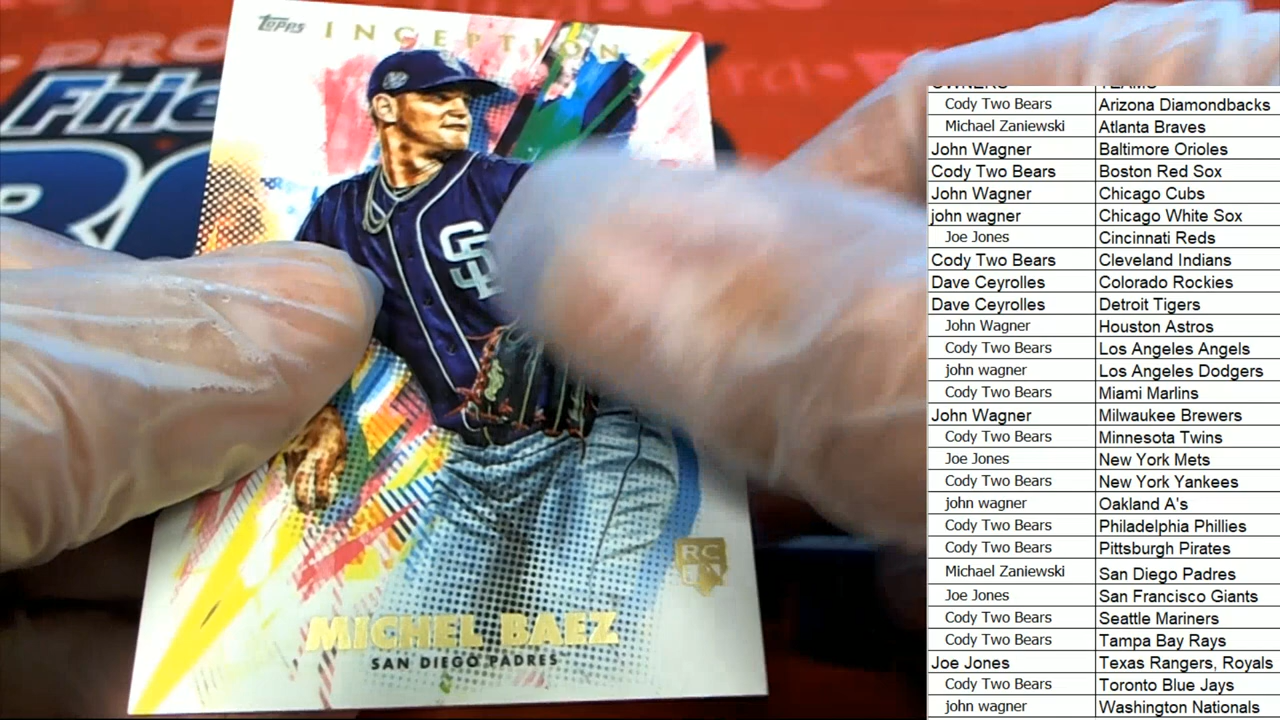 Topps INCEPTION
RC
MICHEL BAEZ
SAN DIEGO PADRES
PRO
Frie
OWNERS TEAMS
Cody Two Bears Arizona Diamondbacks
Michael Zaniewski Atlanta Braves
John Wagner Baltimore Orioles
Cody Two Bears Boston Red Sox
John Wagner Chicago Cubs
john wagner Chicago White Sox
Joe Jones Cincinnati Reds
Cody Two Bears Cleveland Indians
Dave Ceyrolles Colorado Rockies
Dave Ceyrolles Detroit Tigers
John Wagner Houston Astros
Cody Two Bears Los Angeles Angels
john wagner Los Angeles Dodgers
Cody Two Bears Miami Marlins
John Wagner Milwaukee Brewers
Cody Two Bears Minnesota Twins
Joe Jones New York Mets
Cody Two Bears New York Yankees
john wagner Oakland A's
Cody Two Bears Philadelphia Phillies
Cody Two Bears Pittsburgh Pirates
Michael Zaniewski San Diego Padres
Joe Jones San Francisco Giants
Cody Two Bears Seattle Mariners
Cody Two Bears Tampa Bay Rays
Joe Jones Texas Rangers, Royals
Cody Two Bears Toronto Blue Jays
john wagner Washington Nationals